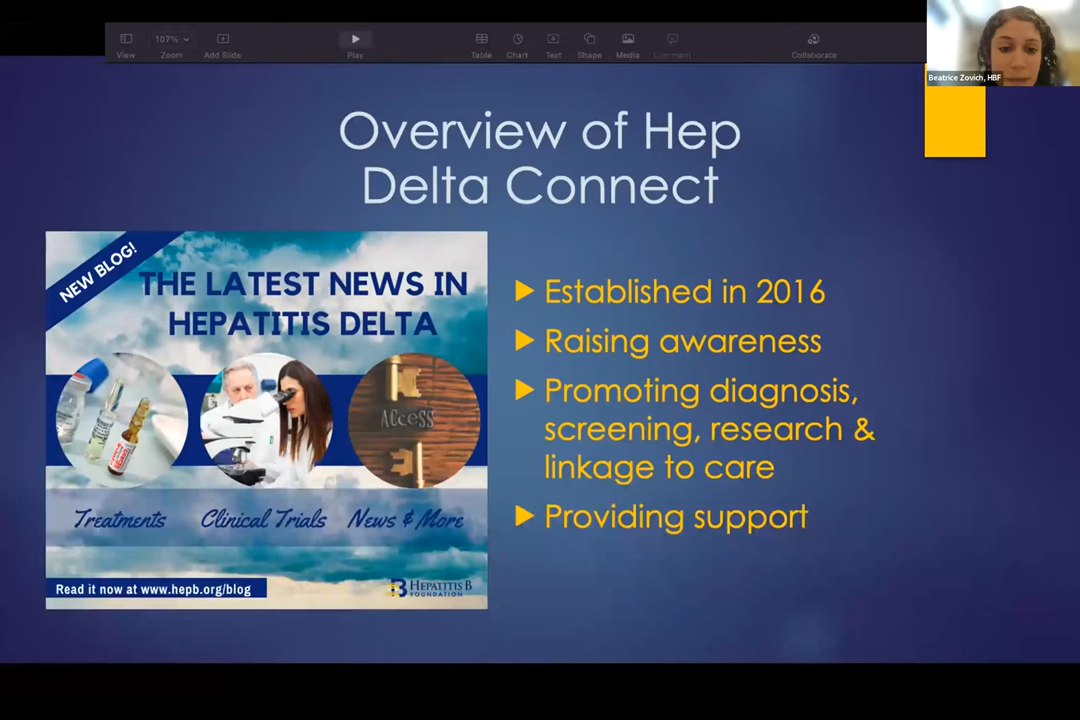 107%
View
Zoom
Add Slide
Play
Table
Chart
Text
Shape
Media
Comment
Collaborate
Beatrice Zovich, HBF
Overview of Hep
Delta Connect
NEW BLOG!
THE LATEST NEWS IN
HEPATITIS DELTA
ACCESS
Treatments
Clinical Trials
News & More
Read it now at www.hepb.org/blog
HEPATITIS B
FOUNDATION
Established in 2016
Raising awareness
Promoting diagnosis,
screening, research &
linkage to care
Providing support